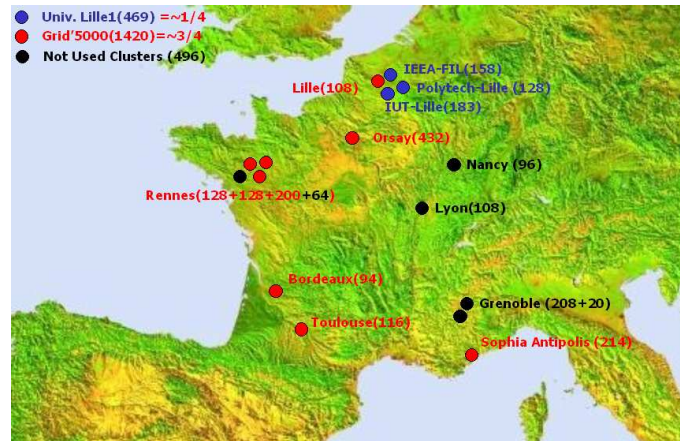 Univ. Lille1(469) =~1/4
Grid'5000(1420)=~3/4
Not Used Clusters (496)
IEEA-FIL(158)
Lille(108)
Polytech-Lille (128)
IUT-Lille(183)
Orsay(432)
Nancy (96)
Rennes(128+128+200+64)
Lyon(108)
Bordeaux(94)
Grenoble (208+20)
Toulouse(116)
Sophia Antipolis (214)